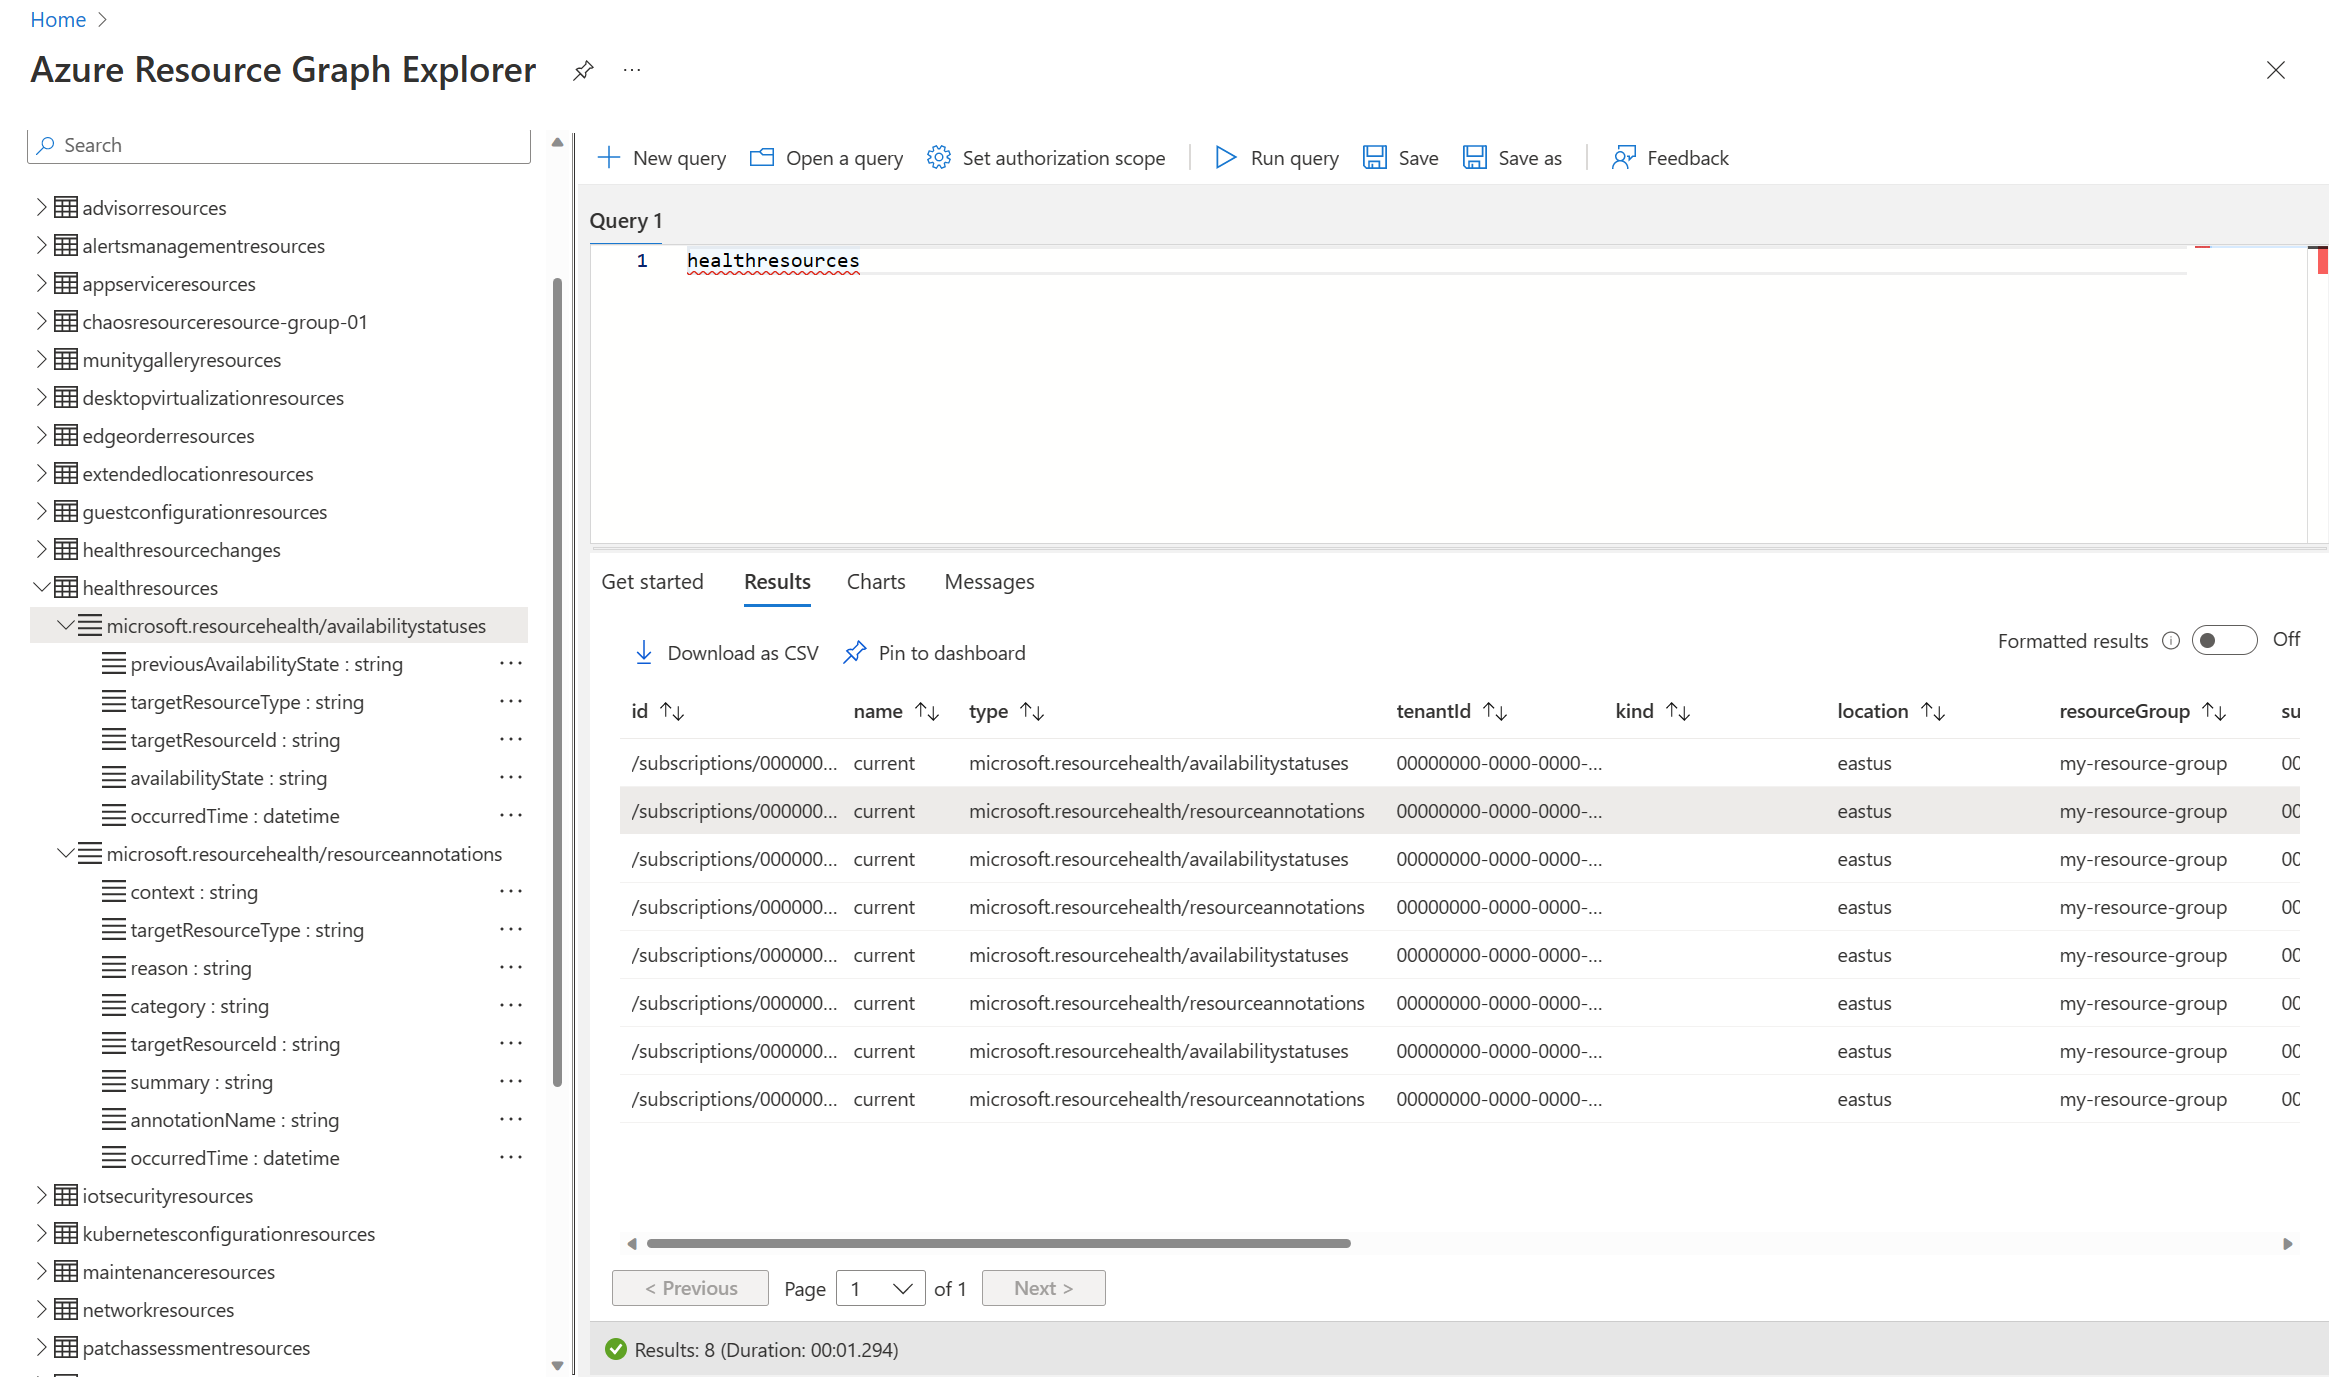 Home
Azure Resource Graph Explorer
Search
advisorresources
alertsmanagementresources
appserviceresources
chaosresourceresource-group-01
munitygalleryresources
desktopvirtualizationresources
edgeorderresources
extendedlocationresources
guestconfigurationresources
healthresourcechanges
healthresources
microsoft.resourcehealth/availabilitystatuses
previousAvailabilityState : string
targetResourceType : string
targetResourceId : string
availabilityState : string
occurredTime : datetime
microsoft.resourcehealth/resourceannotations
context : string
targetResourceType : string
reason : string
category : string
targetResourceId : string
summary : string
annotationName : string
occurredTime : datetime
iotsecurityresources
kubernetesconfigurationresources
maintenanceresources
networkresources
patchassessmentresources
New query Open a query Set authorization scope Run query Save Save as Feedback
Query 1
1 healthresources
Get started Results Charts Messages
Download as CSV Pin to dashboard Formatted results Off
id name type tenantId kind location resourceGroup su
/subscriptions/000000... current microsoft.resourcehealth/availabilitystatuses 00000000-0000-0000-... eastus my-resource-group 00
/subscriptions/000000... current microsoft.resourcehealth/resourceannotations 00000000-0000-0000-... eastus my-resource-group 00
/subscriptions/000000... current microsoft.resourcehealth/availabilitystatuses 00000000-0000-0000-... eastus my-resource-group 00
/subscriptions/000000... current microsoft.resourcehealth/resourceannotations 00000000-0000-0000-... eastus my-resource-group 00
/subscriptions/000000... current microsoft.resourcehealth/availabilitystatuses 00000000-0000-0000-... eastus my-resource-group 00
/subscriptions/000000... current microsoft.resourcehealth/resourceannotations 00000000-0000-0000-... eastus my-resource-group 00
/subscriptions/000000... current microsoft.resourcehealth/availabilitystatuses 00000000-0000-0000-... eastus my-resource-group 00
/subscriptions/000000... current microsoft.resourcehealth/resourceannotations 00000000-0000-0000-... eastus my-resource-group 00
< Previous Page 1 of 1 Next >
Results: 8 (Duration: 00:01.294)